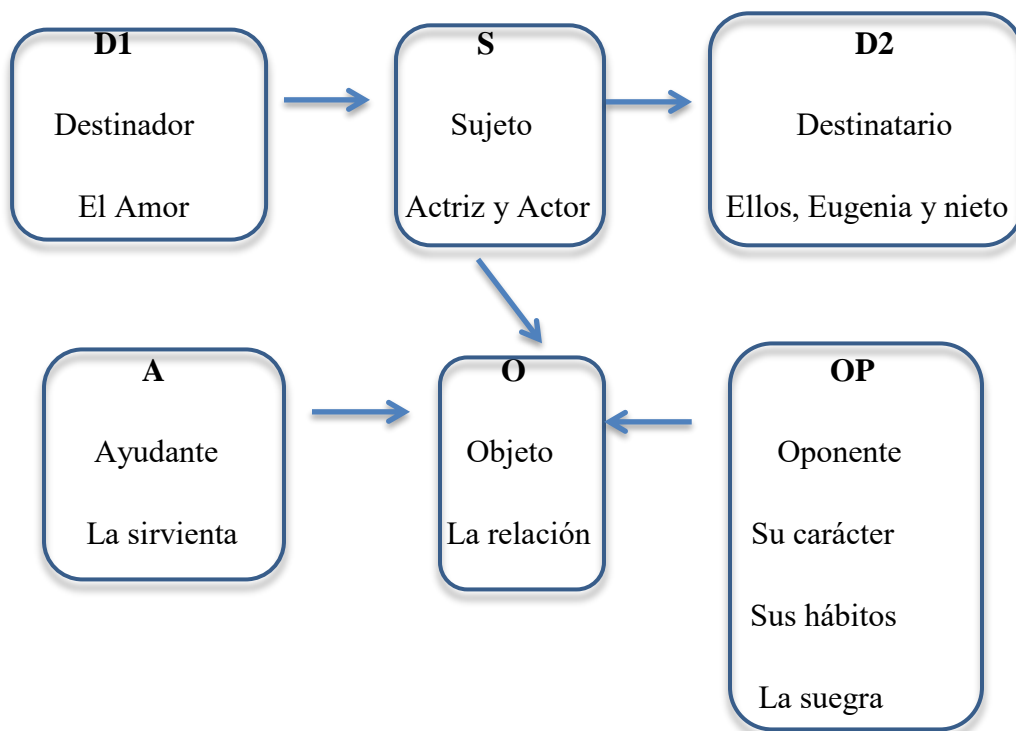 D1
Destinador
El Amor
S
Sujeto
Actriz y Actor
D2
Destinatario
Ellos, Eugenia y nieto
A
Ayudante
La sirvienta
O
Objeto
La relación
OP
Oponente
Su carácter
Sus hábitos
La suegra